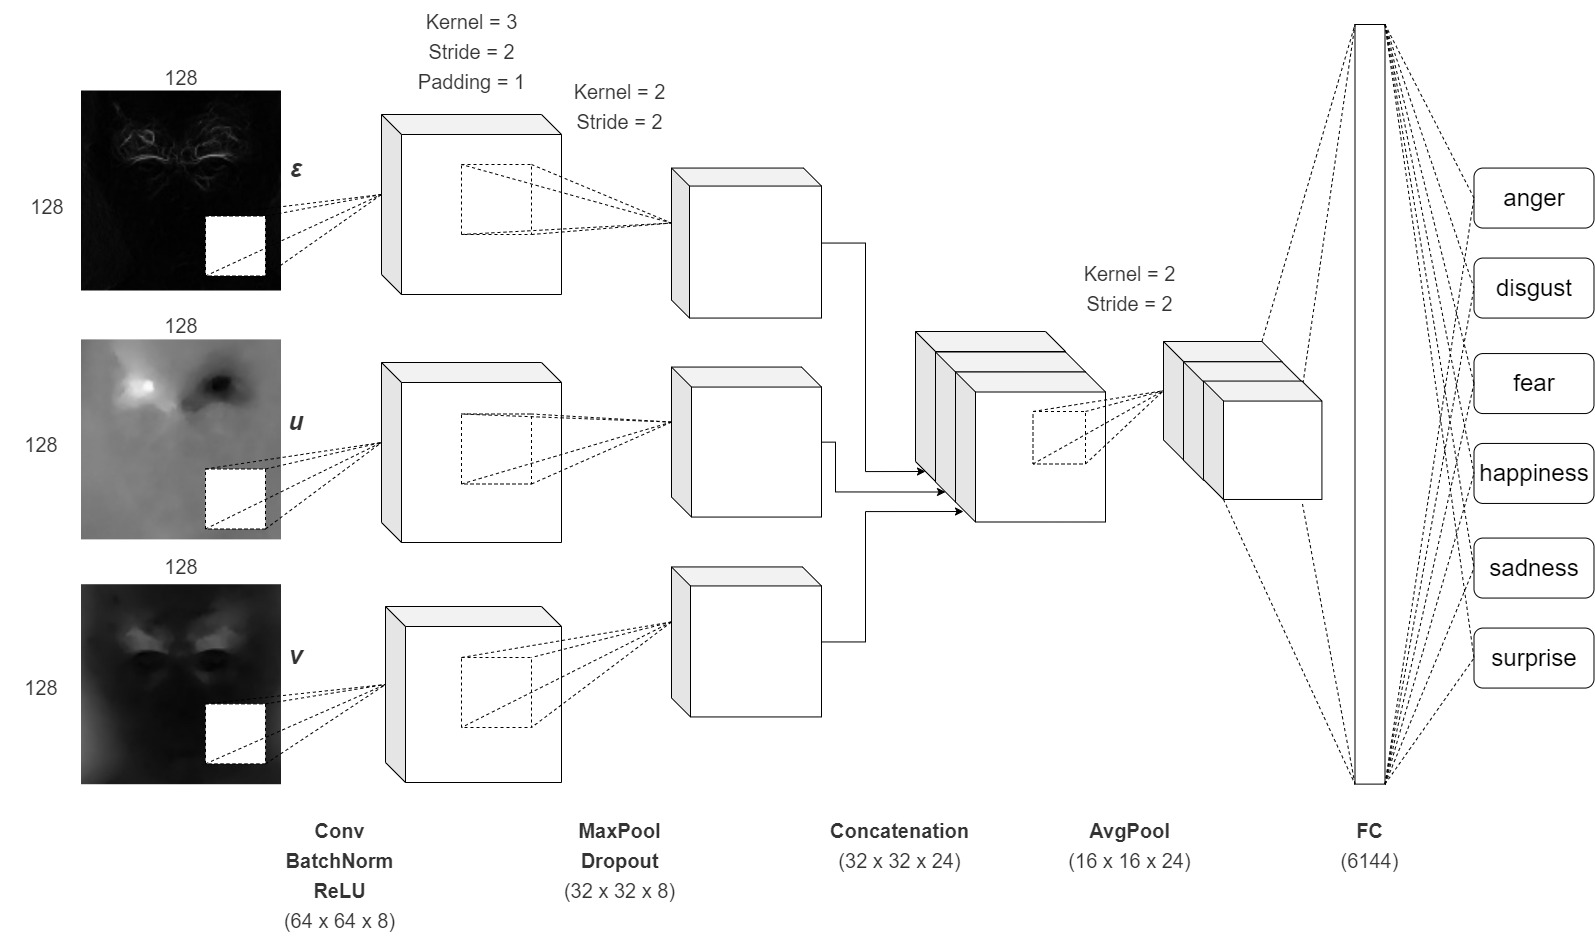 Kernel = 3
Stride = 2
Padding = 1
Kernel = 2
Stride = 2
128
128
ε
128
128
u
128
128
v
Kernel = 2
Stride = 2
anger
disgust
fear
happiness
sadness
surprise
Conv
BatchNorm
ReLU
(64 x 64 x 8)
MaxPool
Dropout
(32 x 32 x 8)
Concatenation
(32 x 32 x 24)
AvgPool
(16 x 16 x 24)
FC
(6144)